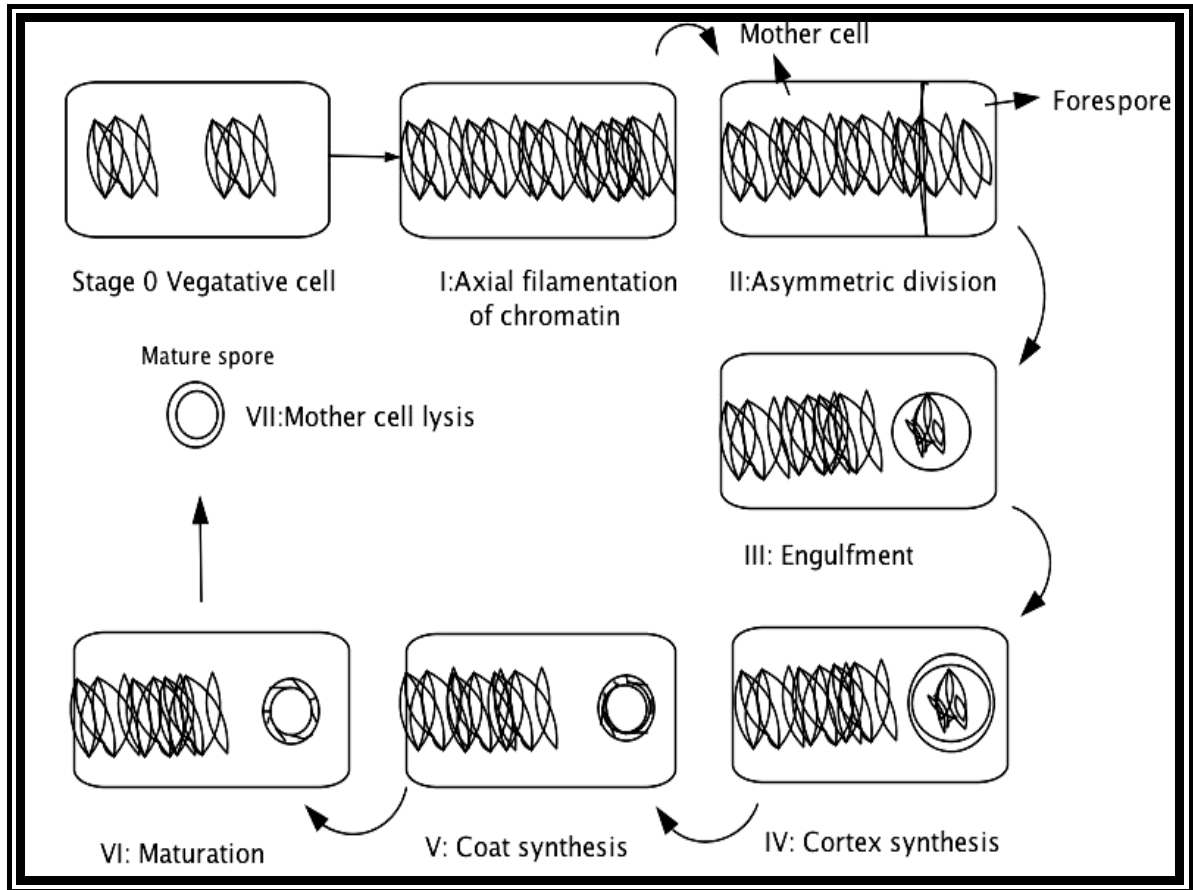 Mother cell
Forespore
Stage 0 Vegatative cell
I:Axial filamentation
of chromatin
II:Asymmetric division
Mature spore
VII:Mother cell lysis
III: Engulfment
VI: Maturation
V: Coat synthesis
IV: Cortex synthesis